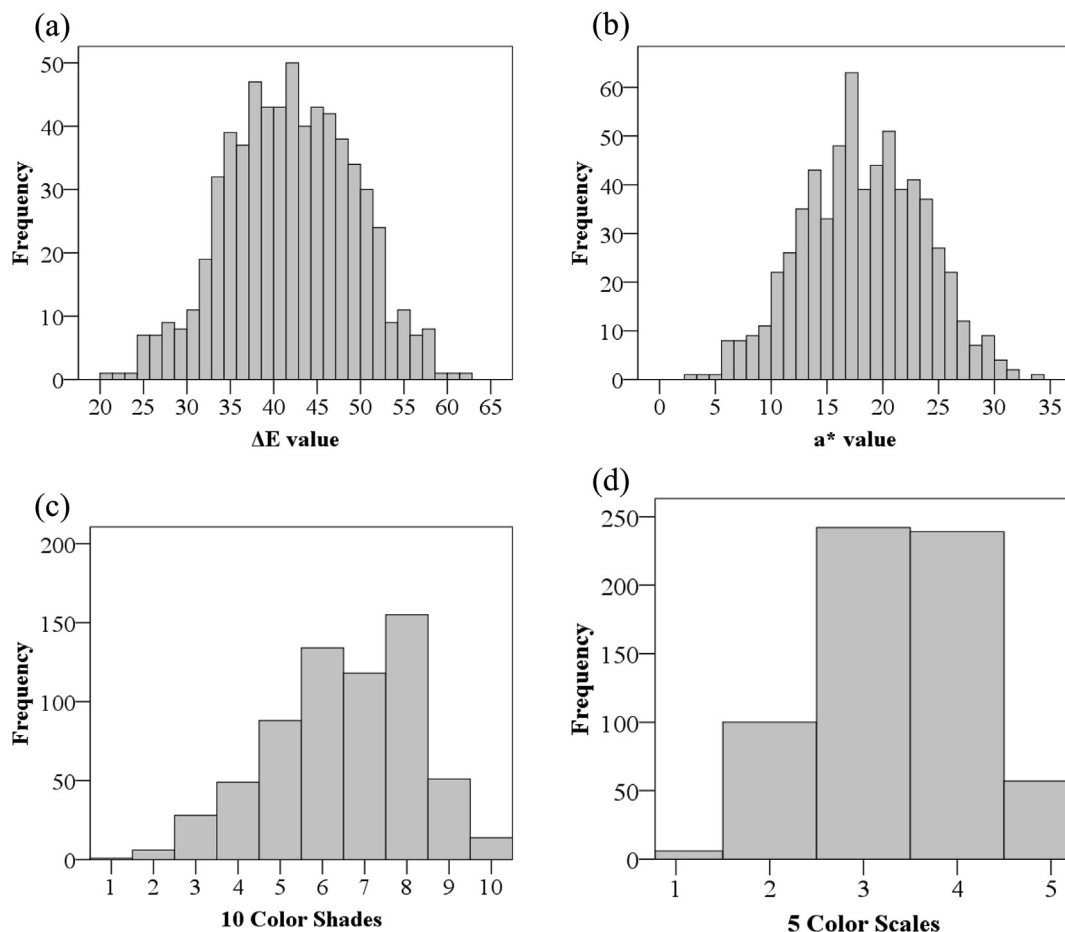 (a)
50
40
30
20
10
0
Frequency
20 25 30 35 40 45 50 55 60 65
ΔE value
(b)
60
50
40
30
20
10
0
Frequency
0 5 10 15 20 25 30 35
a* value
(c)
200
150
100
50
0
Frequency
1 2 3 4 5 6 7 8 9 10
10 Color Shades
(d)
250
200
150
100
50
0
Frequency
1 2 3 4 5
5 Color Scales